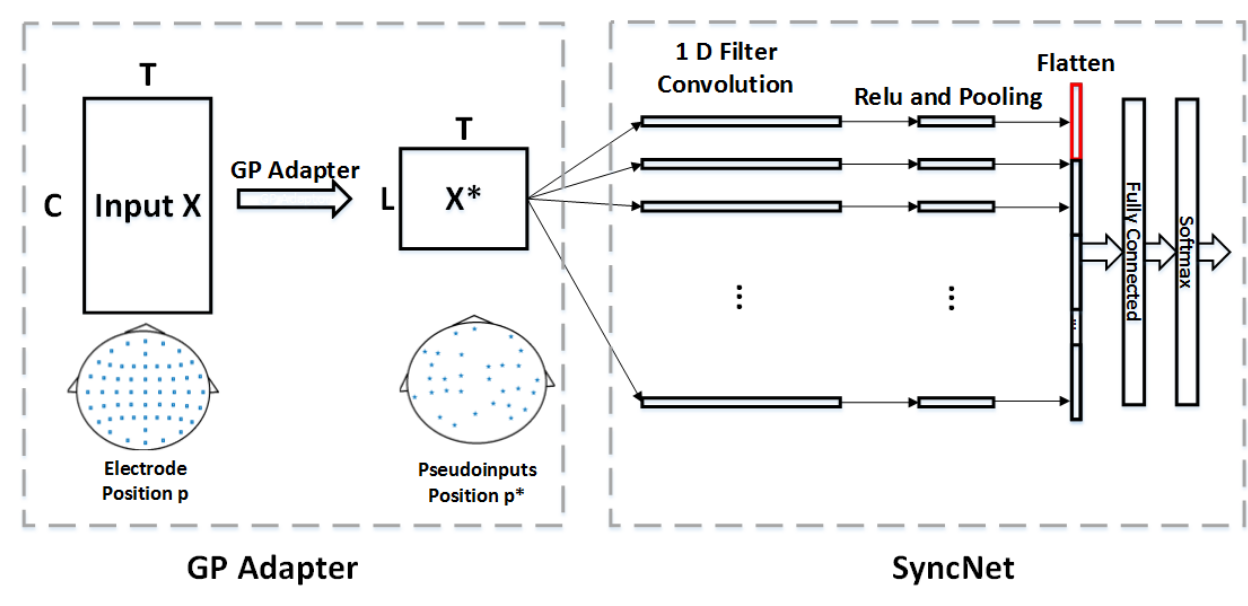 T
C
Input X
GP Adapter
T
L
X*
Electrode
Position p
Pseudoinputs
Position p*
GP Adapter
1 D Filter
Convolution
Relu and Pooling
Flatten
⋮
⋮
...
Fully Connected
Softmax
SyncNet